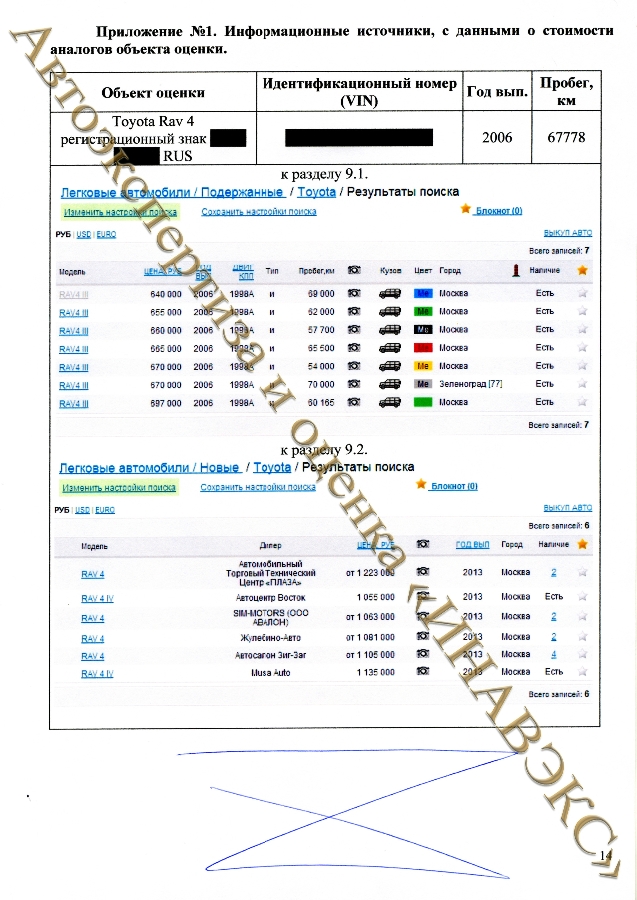 Приложение №1. Информационные источники, с данными о стоимости
аналогов объекта оценки.
Объект оценки Идентификационный номер (VIN) Год вып. Пробег, км
Toyota Rav 4
регистрационный знак
RUS
2006 67778
к разделу 9.1.
Легковые автомобили / Подержанные / Toyota / Результаты поиска
Изменить настройки поиска Сохранить настройки поиска Блокнот (0)
РУБ | USD | EURO ВЫКУП АВТО
Всего записей: 7
Модель ЦЕНА, РУБ ГОД ВЫП ДВИГ КПП Тип Пробег,км Кузов Цвет Город Наличие
RAV4 III 640 000 2006 1998А и 69 000 Ме Москва Есть
RAV4 III 655 000 2006 1998А и 62 000 Ме Москва Есть
RAV4 III 660 000 2006 1998А и 57 700 Ме Москва Есть
RAV4 III 665 000 2006 1998А и 65 500 Ме Москва Есть
RAV4 III 670 000 2006 1998А и 54 000 Ме Москва Есть
RAV4 III 670 000 2006 1998А и 70 000 Ме Зеленоград [77] Есть
RAV4 III 697 000 2006 1998А и 60 165 Москва Есть
Всего записей: 7
к разделу 9.2.
Легковые автомобили / Новые / Toyota / Результаты поиска
Изменить настройки поиска Сохранить настройки поиска Блокнот (0)
РУБ | USD | EURO ВЫКУП АВТО
Всего записей: 6
Модель Дилер ЦЕНА, РУБ ГОД ВЫП Город Наличие
RAV 4 Автомобильный Торговый Технический Центр «ПЛАЗА» от 1 223 000 2013 Москва 2
RAV 4 IV Автоцентр Восток 1 055 000 2013 Москва Есть
RAV 4 SIM-MOTORS (ООО АВАЛОН) от 1 063 000 2013 Москва 2
RAV 4 Жулебино-Авто от 1 081 000 2013 Москва 2
RAV 4 Автосалон Зиг-Заг от 1 105 000 2013 Москва 4
RAV 4 IV Musa Auto 1 135 000 2013 Москва Есть
Всего записей: 6
14
Автоэкспертиза и оценка «ИНАВЭКС»